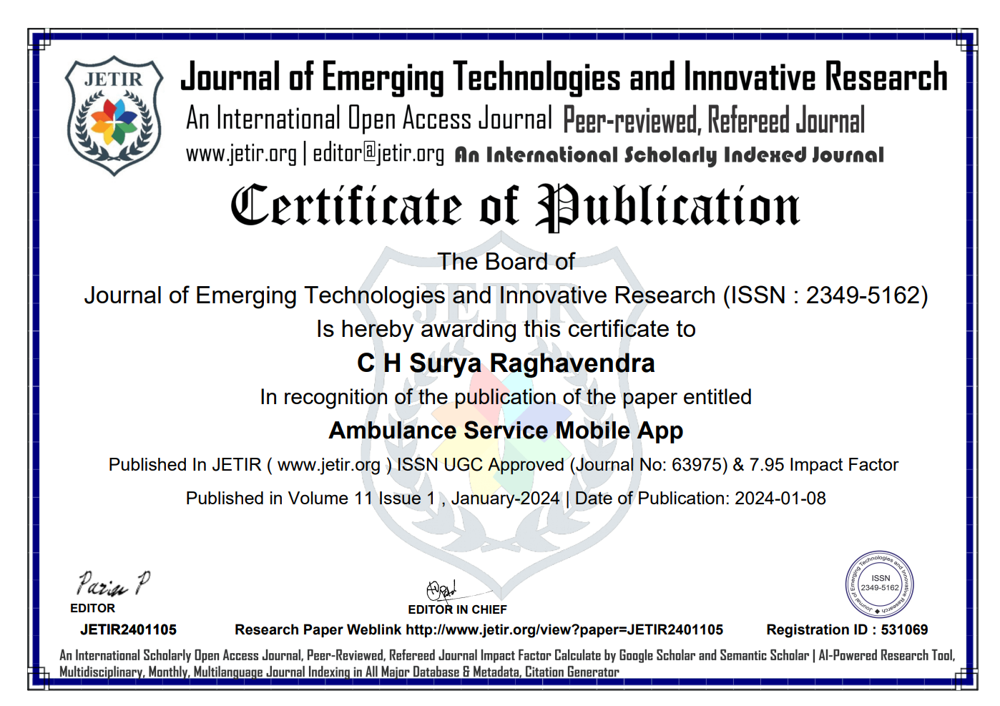 JETIR
Journal of Emerging Technologies and Innovative Research
An International Open Access Journal Peer-reviewed, Refereed Journal
www.jetir.org | editor@jetir.org An International Scholarly Indexed Journal
Certificate of Publication
The Board of
Journal of Emerging Technologies and Innovative Research (ISSN : 2349-5162)
JETIR
Is hereby awarding this certificate to
C H Surya Raghavendra
In recognition of the publication of the paper entitled
Ambulance Service Mobile App
Published In JETIR ( www.jetir.org ) ISSN UGC Approved (Journal No: 63975) & 7.95 Impact Factor
Published in Volume 11 Issue 1 , January-2024 | Date of Publication: 2024-01-08
EDITOR
EDITOR IN CHIEF
Journal of Emerging Technologies and Innovative Research
ISSN
2349-5162
JETIR2401105
Research Paper Weblink http://www.jetir.org/view?paper=JETIR2401105
Registration ID : 531069
An International Scholarly Open Access Journal, Peer-Reviewed, Refereed Journal Impact Factor Calculate by Google Scholar and Semantic Scholar | AI-Powered Research Tool,
Multidisciplinary, Monthly, Multilanguage Journal Indexing in All Major Database & Metadata, Citation Generator